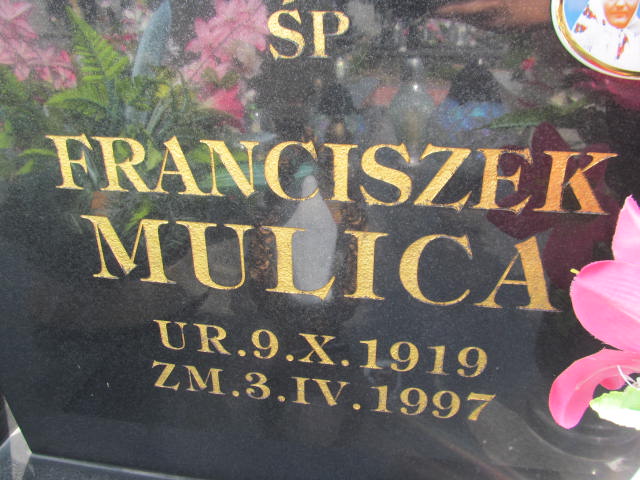 ŚP
FRANCISZEK
MULICA
UR.9.X.1919
ZM.3.IV.1997